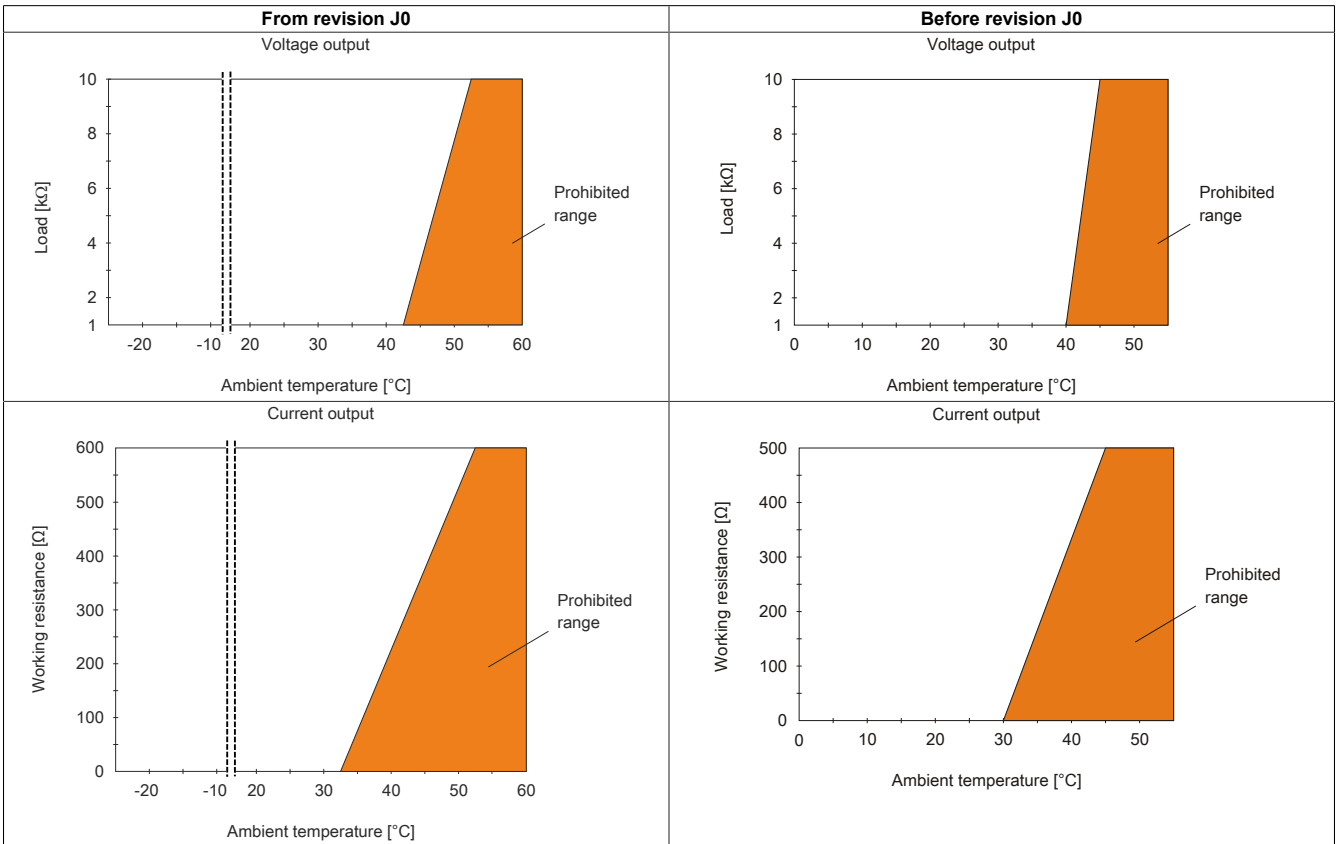 From revision J0
Before revision J0
Voltage output
10
8
6
4
2
1
Load [kΩ]
-20 -10 20 30 40 50 60
Ambient temperature [°C]
Prohibited
range
Voltage output
10
8
6
4
2
1
Load [kΩ]
0 10 20 30 40 50
Ambient temperature [°C]
Prohibited
range
Current output
600
500
400
300
200
100
0
Working resistance [Ω]
-20 -10 20 30 40 50 60
Ambient temperature [°C]
Prohibited
range
Current output
500
400
300
200
100
0
Working resistance [Ω]
0 10 20 30 40 50
Ambient temperature [°C]
Prohibited
range